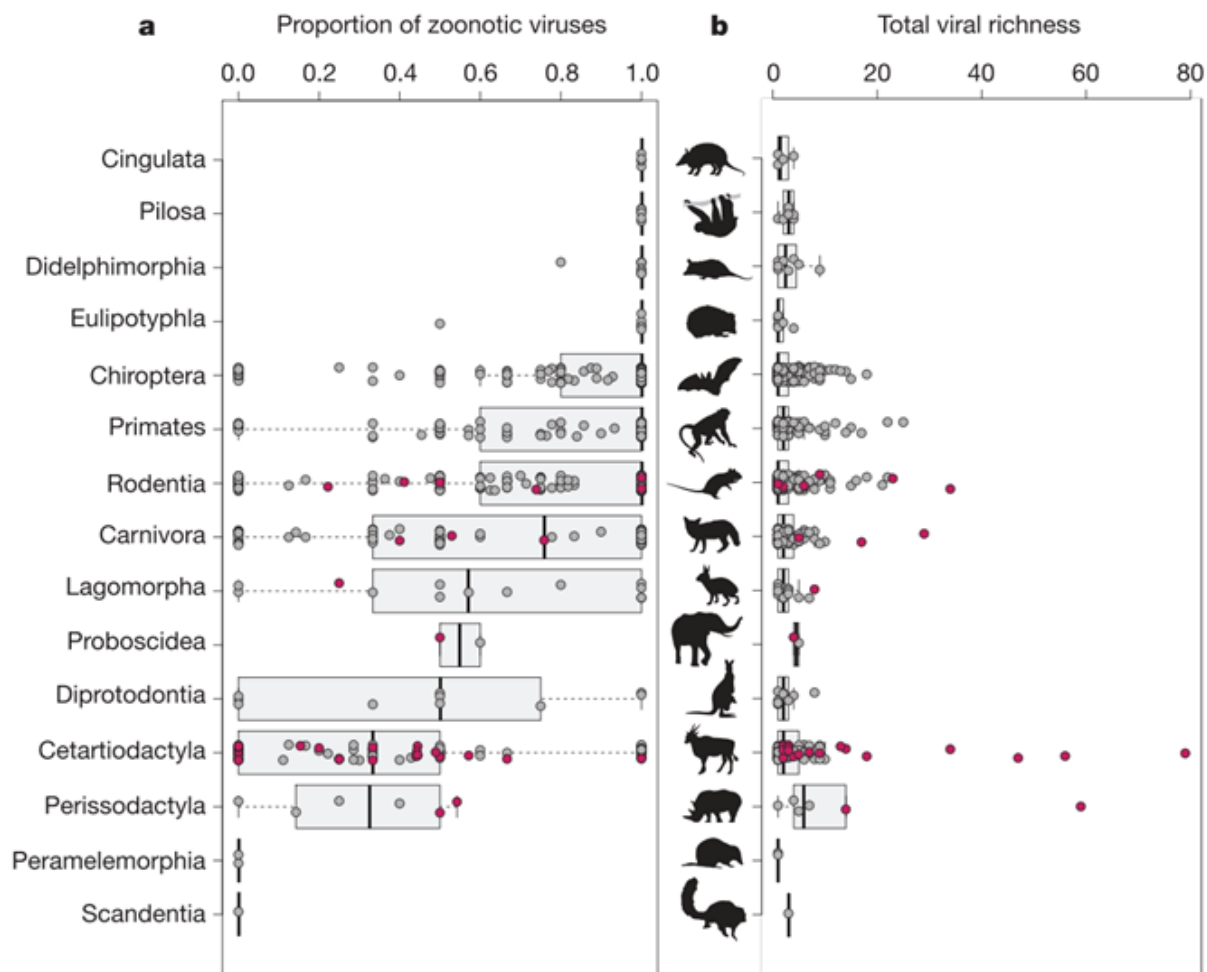 a Proportion of zoonotic viruses b Total viral richness
0.0 0.2 0.4 0.6 0.8 1.0 0 20 40 60 80
Cingulata
Pilosa
Didelphimorphia
Eulipotyphla
Chiroptera
Primates
Rodentia
Carnivora
Lagomorpha
Proboscidea
Diprotodontia
Cetartiodactyla
Perissodactyla
Peramelemorphia
Scandentia